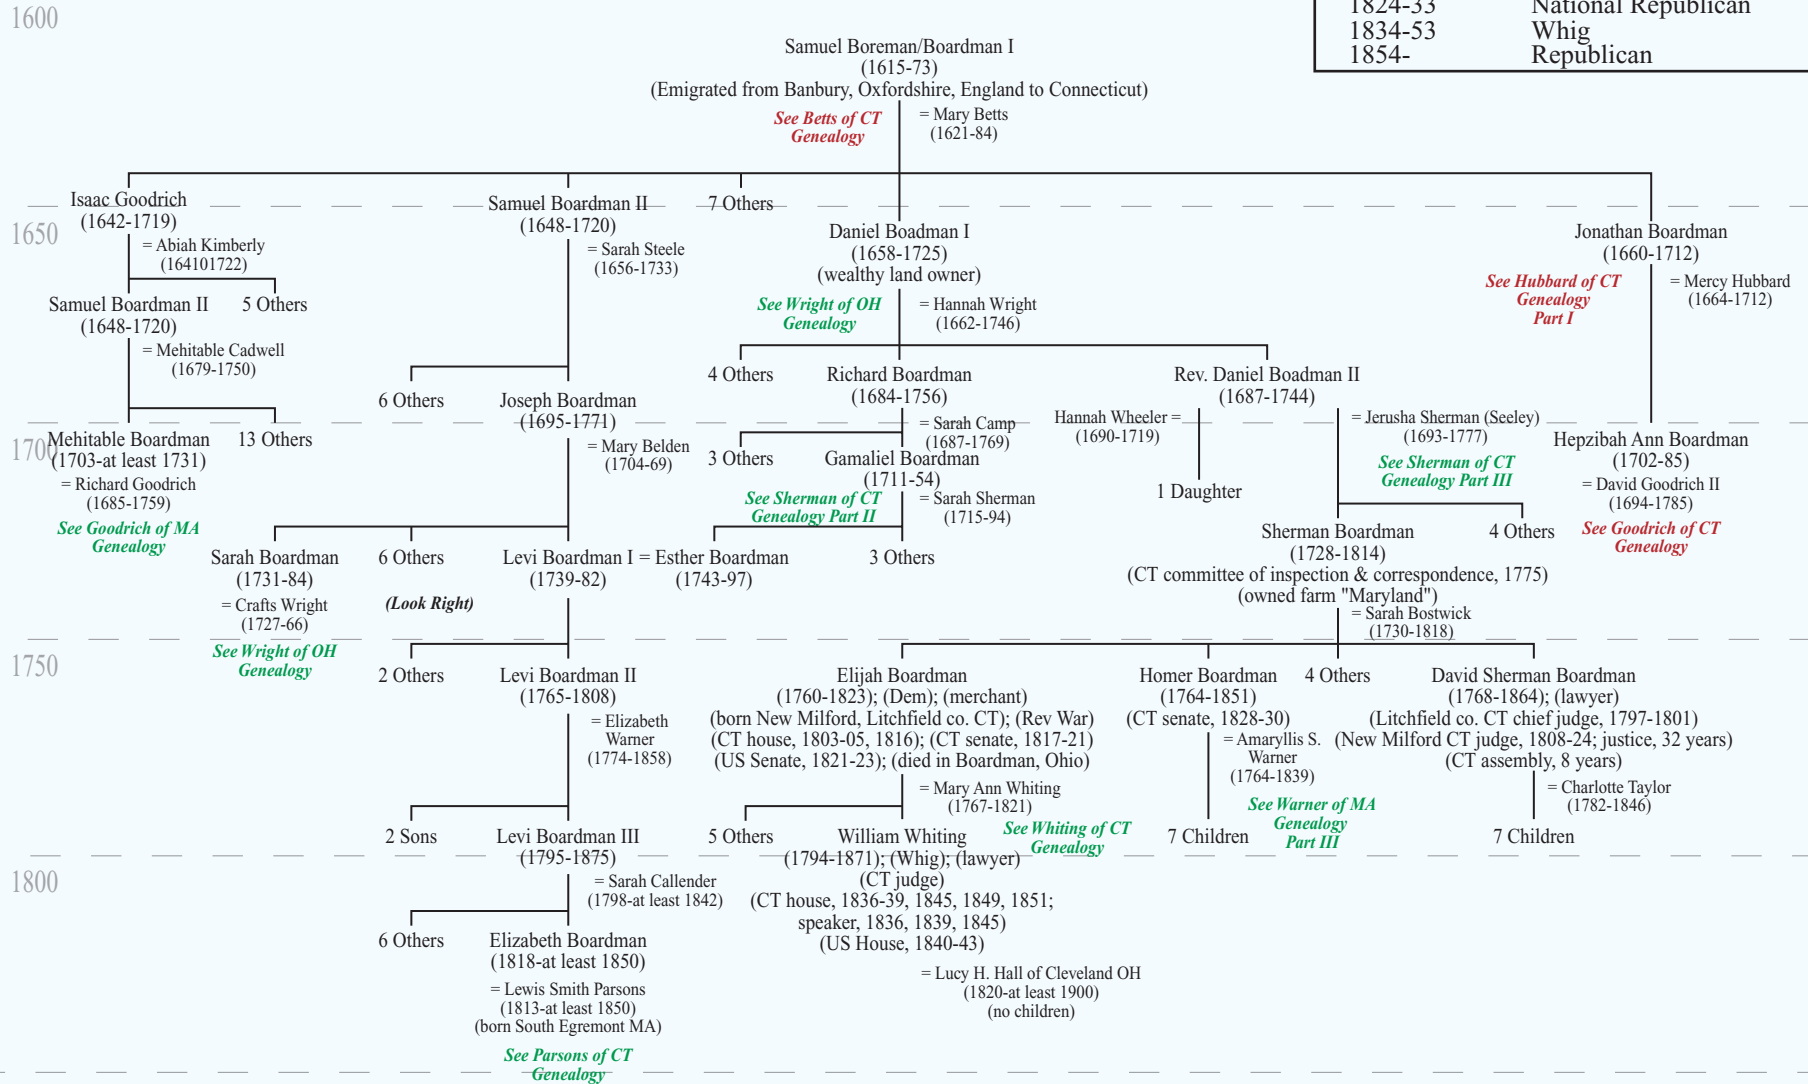 1600
1824-33 National Republican
1834-53 Whig
1854- Republican
Samuel Boreman/Boardman I
(1615-73)
(Emigrated from Banbury, Oxfordshire, England to Connecticut)
See Betts of CT
Genealogy
= Mary Betts
(1621-84)
Isaac Goodrich
(1642-1719)
= Abiah Kimberly
(164101722)
Samuel Boardman II
(1648-1720)
7 Others
= Sarah Steele
(1656-1733)
1650
Daniel Boadman I
(1658-1725)
(wealthy land owner)
See Wright of OH
Genealogy
= Hannah Wright
(1662-1746)
Jonathan Boardman
(1660-1712)
See Hubbard of CT
Genealogy
Part I
= Mercy Hubbard
(1664-1712)
Samuel Boardman II
(1648-1720)
5 Others
= Mehitable Cadwell
(1679-1750)
6 Others
Joseph Boardman
(1695-1771)
= Mary Belden
(1704-69)
4 Others
Richard Boardman
(1684-1756)
= Sarah Camp
(1687-1769)
Rev. Daniel Boadman II
(1687-1744)
Hannah Wheeler =
(1690-1719)
= Jerusha Sherman (Seeley)
(1693-1777)
See Sherman of CT
Genealogy Part III
1700
Mehitable Boardman
(1703-at least 1731)
13 Others
= Richard Goodrich
(1685-1759)
See Goodrich of MA
Genealogy
3 Others
Gamaliel Boardman
(1711-54)
See Sherman of CT
Genealogy Part II
= Sarah Sherman
(1715-94)
1 Daughter
Hepzibah Ann Boardman
(1702-85)
= David Goodrich II
(1694-1785)
See Goodrich of CT
Genealogy
Sarah Boardman
(1731-84)
= Crafts Wright
(1727-66)
See Wright of OH
Genealogy
6 Others
(Look Right)
Levi Boardman I = Esther Boardman
(1739-82) (1743-97)
3 Others
Sherman Boardman
(1728-1814)
(CT committee of inspection & correspondence, 1775)
(owned farm "Maryland")
= Sarah Bostwick
(1730-1818)
4 Others
1750
2 Others
Levi Boardman II
(1765-1808)
= Elizabeth
Warner
(1774-1858)
Elijah Boardman
(1760-1823); (Dem); (merchant)
(born New Milford, Litchfield co. CT); (Rev War)
(CT house, 1803-05, 1816); (CT senate, 1817-21)
(US Senate, 1821-23); (died in Boardman, Ohio)
= Mary Ann Whiting
(1767-1821)
See Whiting of CT
Genealogy
Homer Boardman
(1764-1851)
(CT senate, 1828-30)
= Amaryllis S.
Warner
(1764-1839)
See Warner of MA
Genealogy
Part III
7 Children
4 Others
David Sherman Boardman
(1768-1864); (lawyer)
(Litchfield co. CT chief judge, 1797-1801)
(New Milford CT judge, 1808-24; justice, 32 years)
(CT assembly, 8 years)
= Charlotte Taylor
(1782-1846)
7 Children
2 Sons
Levi Boardman III
(1795-1875)
= Sarah Callender
(1798-at least 1842)
5 Others
William Whiting
(1794-1871); (Whig); (lawyer)
(CT judge)
(CT house, 1836-39, 1845, 1849, 1851;
speaker, 1836, 1839, 1845)
(US House, 1840-43)
= Lucy H. Hall of Cleveland OH
(1820-at least 1900)
(no children)
1800
6 Others
Elizabeth Boardman
(1818-at least 1850)
= Lewis Smith Parsons
(1813-at least 1850)
(born South Egremont MA)
See Parsons of CT
Genealogy